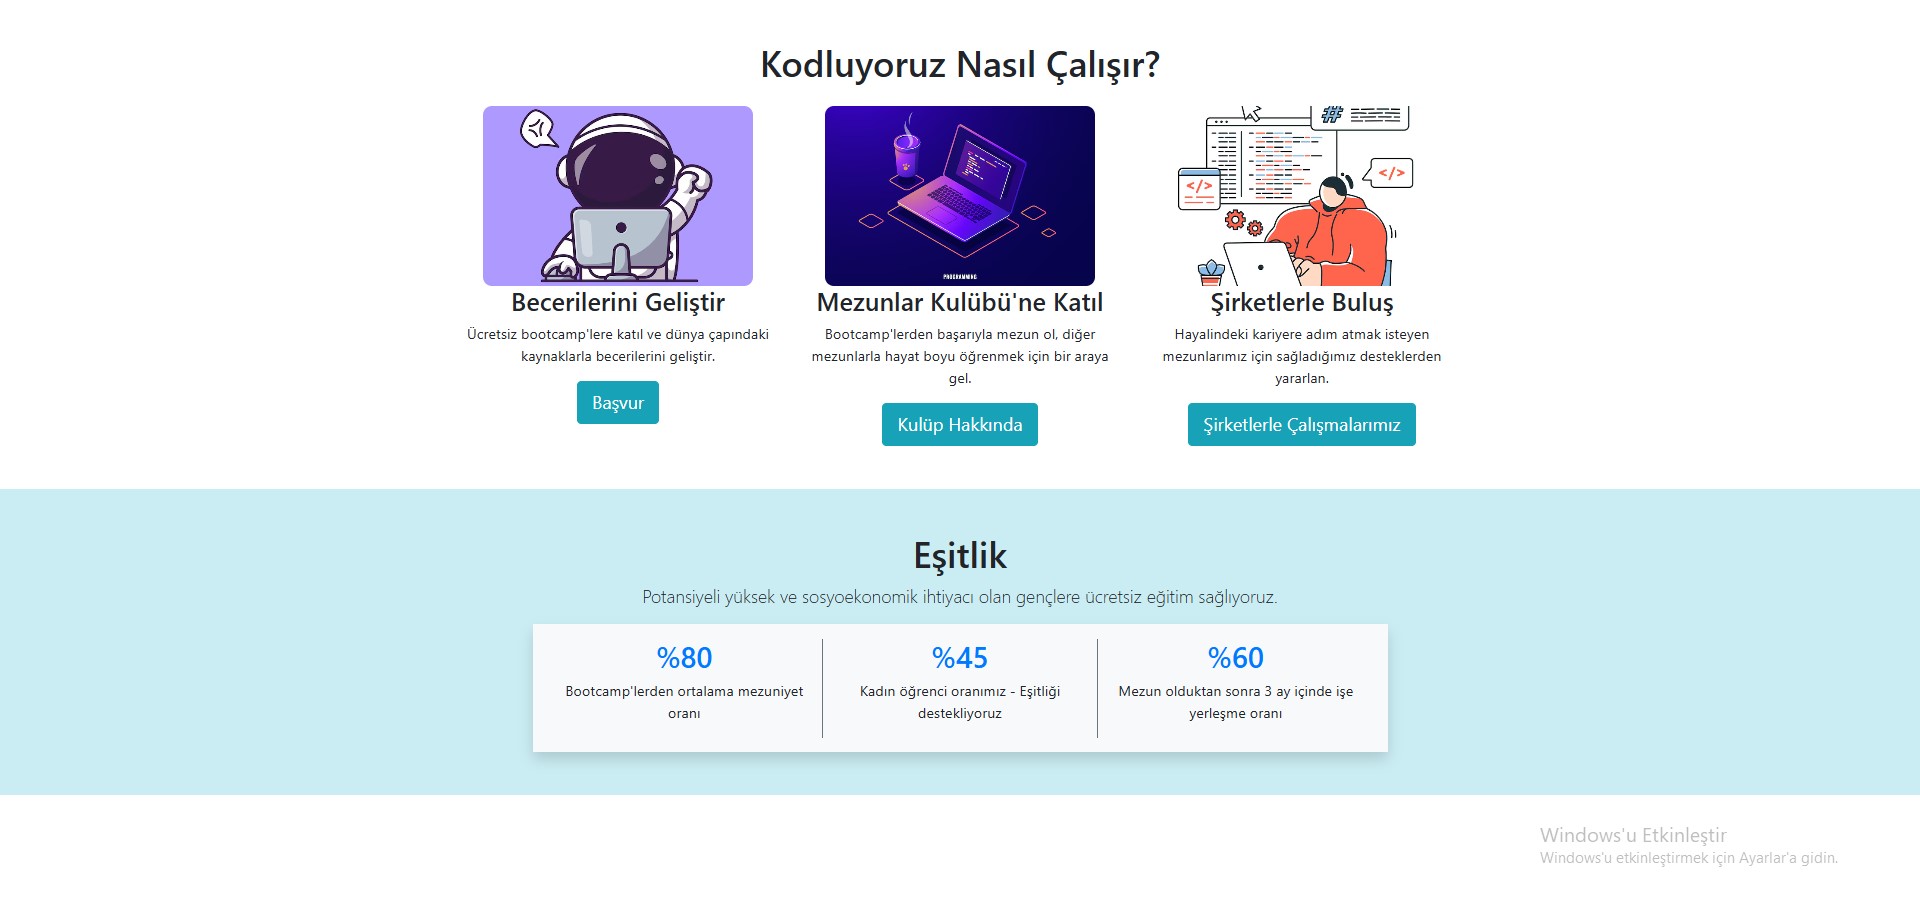 Kodluyoruz Nasıl Çalışır?
#
</>
</>
PROGRAMMING
Becerilerini Geliştir
Ücretsiz bootcamp'lere katıl ve dünya çapındaki
kaynaklarla becerilerini geliştir.
Başvur
Mezunlar Kulübü'ne Katıl
Bootcamp'lerden başarıyla mezun ol, diğer
mezunlarla hayat boyu öğrenmek için bir araya
gel.
Kulüp Hakkında
Şirketlerle Buluş
Hayalindeki kariyere adım atmak isteyen
mezunlarımız için sağladığımız desteklerden
yararlan.
Şirketlerle Çalışmalarımız
Eşitlik
Potansiyeli yüksek ve sosyoekonomik ihtiyacı olan gençlere ücretsiz eğitim sağlıyoruz.
%80
Bootcamp'lerden ortalama mezuniyet
oranı
%45
Kadın öğrenci oranımız - Eşitliği
destekliyoruz
%60
Mezun olduktan sonra 3 ay içinde işe
yerleşme oranı
Windows'u Etkinleştir
Windows'u etkinleştirmek için Ayarlar'a gidin.